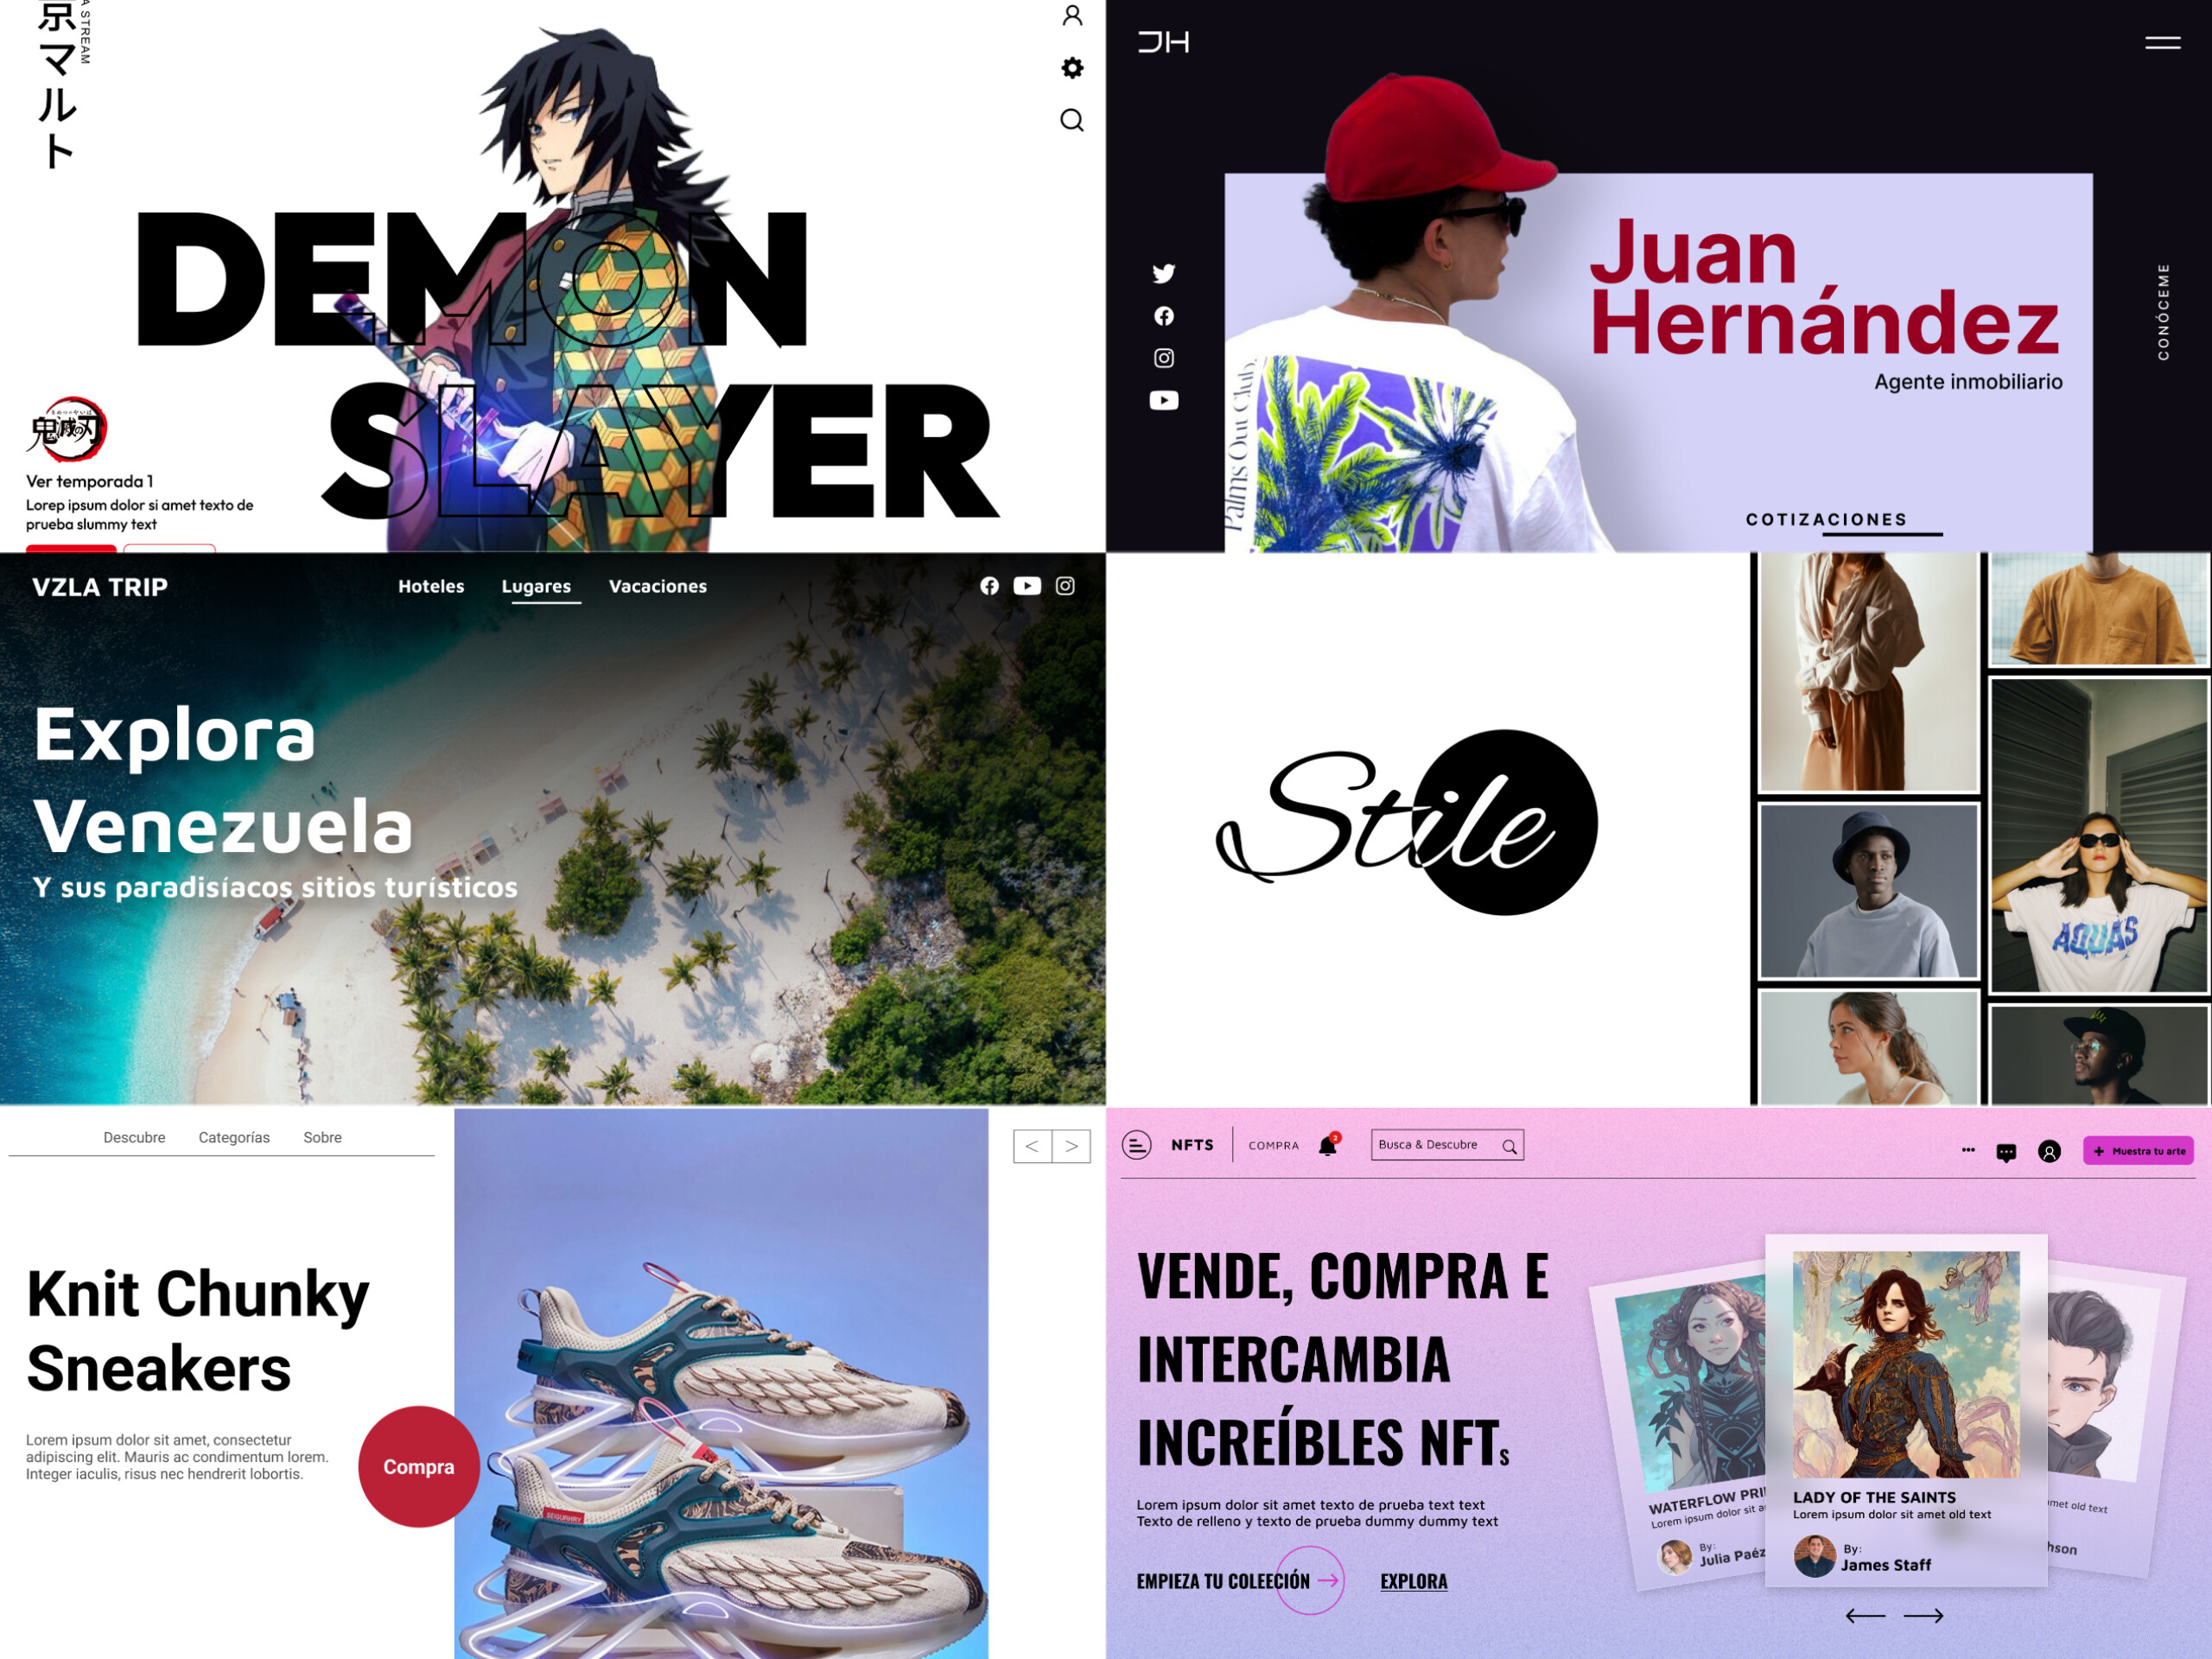 京マルト
A STREAM
DEMON
SLAYER
鬼滅の刃
Ver temporada 1
Lorep ipsum dolor si amet texto de
prueba slummy text
JH
Juan
Hernández
Agente inmobiliario
CONÓCEME
Palms Out Club
COTIZACIONES
VZLA TRIP
Hoteles Lugares Vacaciones
Explora
Venezuela
Y sus paradisíacos sitios turísticos
Stile
AQUAS
Descubre Categorías Sobre
< >
Knit Chunky
Sneakers
Lorem ipsum dolor sit amet, consectetur
adipiscing elit. Mauris ac condimentum lorem.
Integer iaculis, risus nec hendrerit lobortis.
Compra
NFTS
COMPRA
2
Busca & Descubre
+ Muestra tu arte
VENDE, COMPRA E
INTERCAMBIA
INCREÍBLES NFTs
Lorem ipsum dolor sit amet texto de prueba text text
Texto de relleno y texto de prueba dummy dummy text
EMPIEZA TU COLEECIÓN
EXPLORA
WATERFLOW PRI
Lorem ipsum dolor sit a
By:
Julia Paéz
LADY OF THE SAINTS
Lorem ipsum dolor sit amet old text
By:
James Staff
met old text
hson